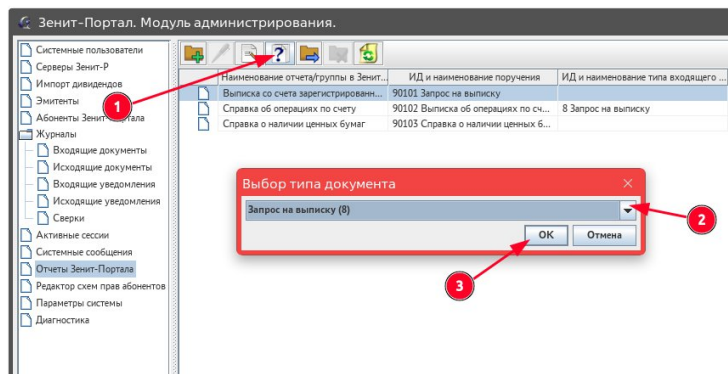 Зенит-Портал. Модуль администрирования.
Системные пользователи
Серверы Зенит-Р
Импорт дивидендов
Эмитенты
Абоненты Зенит-Портала
Журналы
Входящие документы
Исходящие документы
Входящие уведомления
Исходящие уведомления
Сверки
Активные сессии
Системные сообщения
Отчеты Зенит-Портала
Редактор схем прав абонентов
Параметры системы
Диагностика
?
Наименование отчета/группы в Зенит... ИД и наименование поручения ИД и наименование типа входящего ...
Выписка со счета зарегистрированн... 90101 Запрос на выписку
Справка об операциях по счету 90102 Выписка об операциях по сч... 8 Запрос на выписку
Справка о наличии ценных бумаг 90103 Справка о наличии ценных б...
1
Выбор типа документа
Запрос на выписку (8)
2
OK Отмена
3